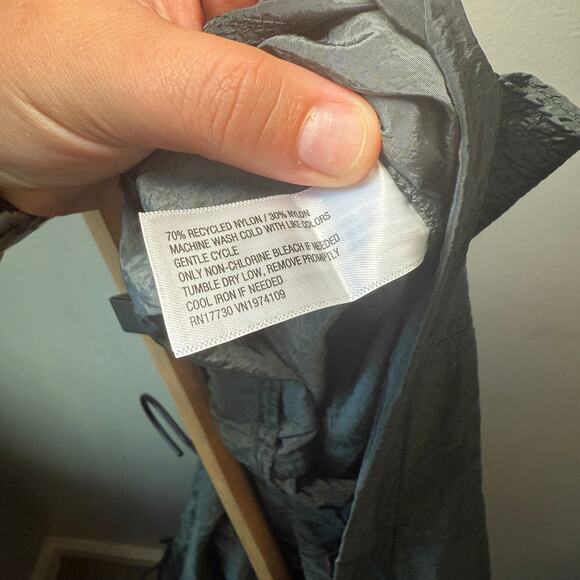 70% RECYCLED NYLON / 30% NYLON
MACHINE WASH COLD WITH LIKE COLORS
GENTLE CYCLE
ONLY NON-CHLORINE BLEACH IF NEEDED
TUMBLE DRY LOW, REMOVE PROMPTLY
COOL IRON IF NEEDED
RN17730 VN1974109